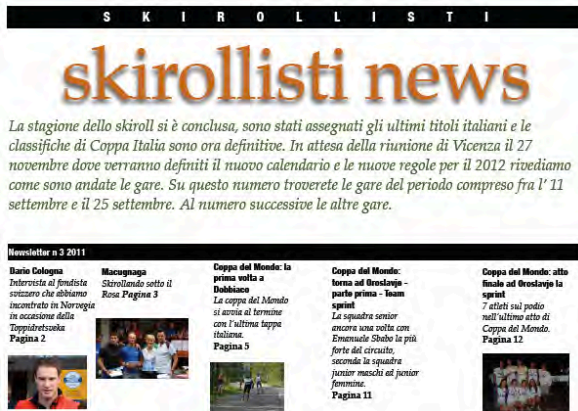 S K I R O L L I S T I
skirollisti news
La stagione dello skiroll si è conclusa, sono stati assegnati gli ultimi titoli italiani e le
classifiche di Coppa Italia sono ora definitive. In attesa della riunione di Vicenza il 27
novembre dove verranno definiti il nuovo calendario e le nuove regole per il 2012 rivediamo
come sono andate le gare. Su questo numero troverete le gare del periodo compreso fra l' 11
settembre e il 25 settembre. Al numero successive le altre gare.
Newsletter n 3 2011
Dario Cologna
Intervista al fondista
svizzero che abbiamo
incontrato in Norvegia
in occasione della
Toppidretsveka
Pagina 2
Macugnaga
Skirollando sotto il
Rosa Pagina 3
Coppa del Mondo: la
prima volta a
Dobbiaco
La coppa del Mondo
si avvia al termine
con l'ultima tappa
italiana.
Pagina 5
Coppa del Mondo:
torna ad Oroslavje -
parte prima - Team
sprint
La squadra senior
ancora una volta con
Emanuele Sbabo la più
forte del circuito,
seconda la squadra
junior maschi ed junior
femmine.
Pagina 11
Coppa del Mondo: atto
finale ad Oroslavje la
sprint
7 atleti sul podio
nell'ultimo atto di
Coppa del Mondo.
Pagina 12